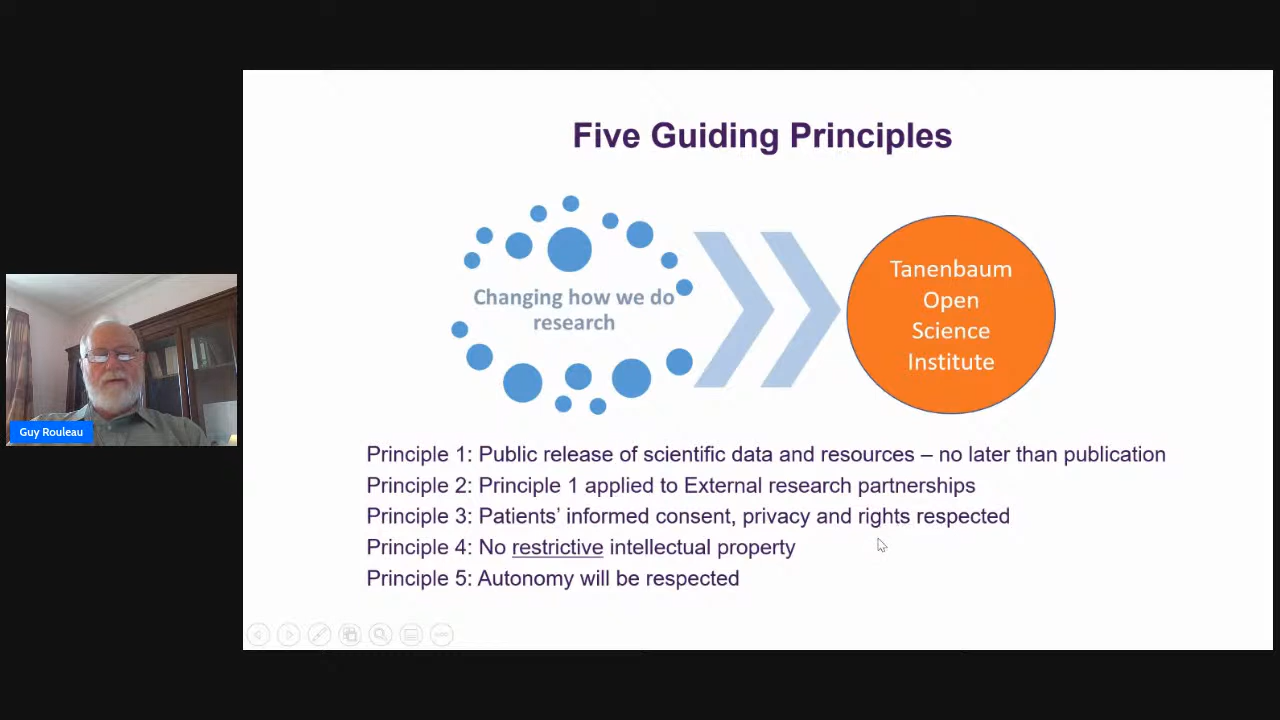 Five Guiding Principles
Changing how we do
research
Tanenbaum
Open
Science
Institute
Guy Rouleau
Principle 1: Public release of scientific data and resources – no later than publication
Principle 2: Principle 1 applied to External research partnerships
Principle 3: Patients’ informed consent, privacy and rights respected
Principle 4: No restrictive intellectual property
Principle 5: Autonomy will be respected